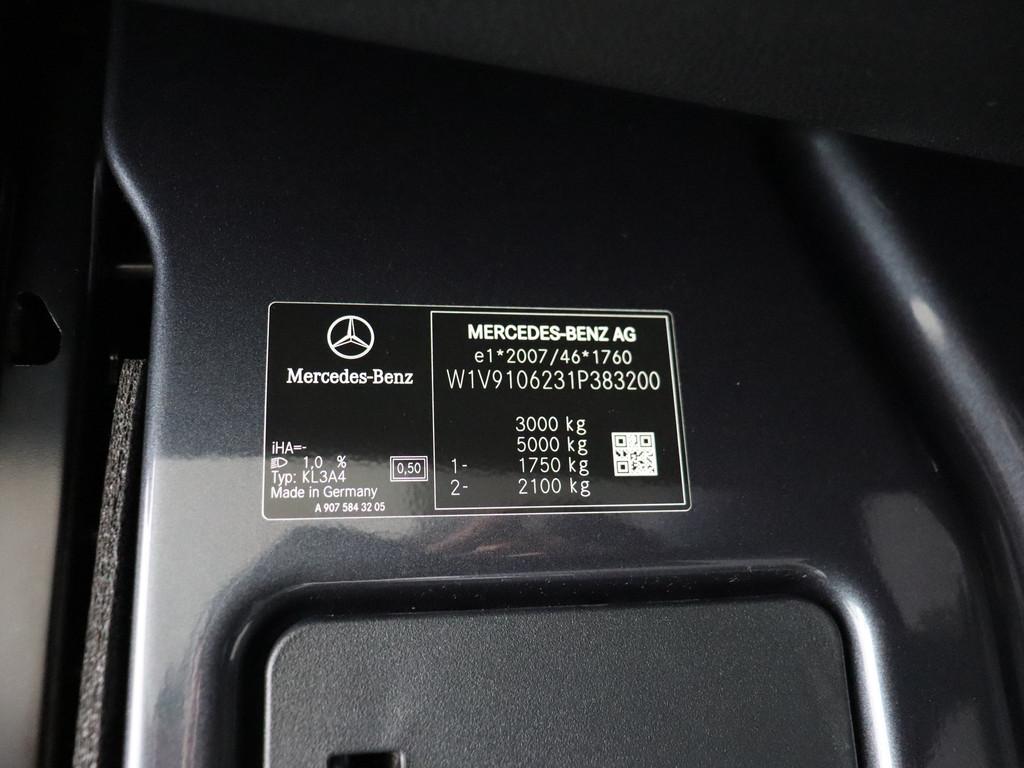 Mercedes-Benz
iHA=-
1,0 %
Typ: KL3A4
Made in Germany
A 907 584 32 05
0,50
MERCEDES-BENZ AG
e1*2007/46*1760
W1V9106231P383200
3000 kg
5000 kg
1- 1750 kg
2- 2100 kg